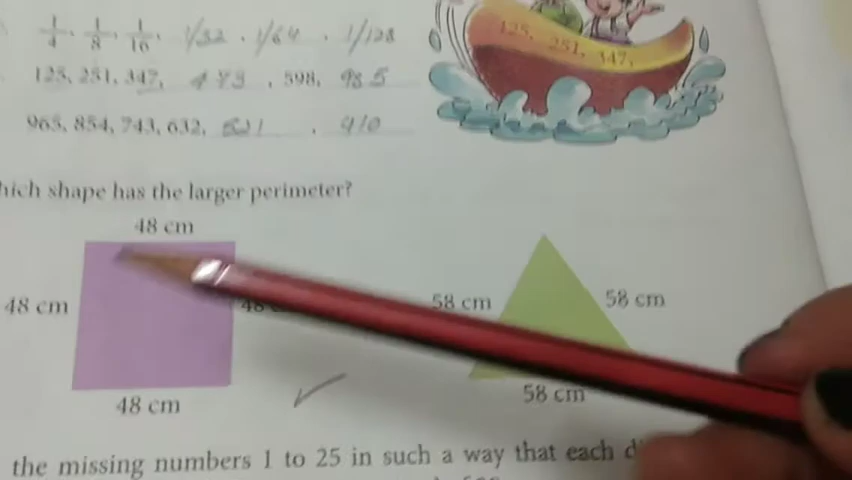 1/4, 1/8, 1/16, 1/32, 1/64, 1/128
125, 251, 347,
125, 251, 347, 473, 598, 985
965, 854, 743, 632, 521, 410
hich shape has the larger perimeter?
48 cm
48 cm
58 cm
58 cm
48 cm
58 cm
the missing numbers 1 to 25 in such a way that each